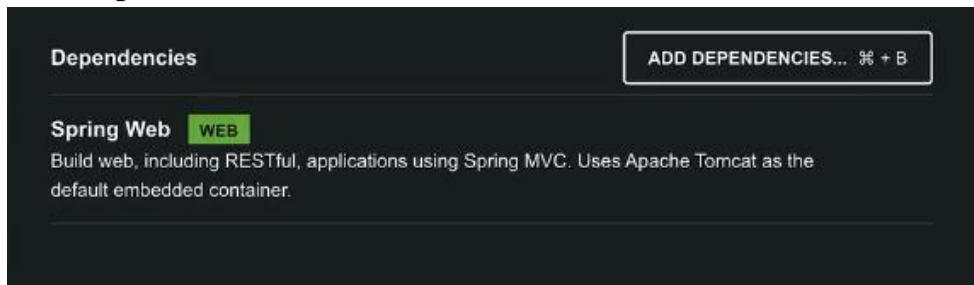 Dependencies
ADD DEPENDENCIES... ⌘ + B
Spring Web WEB
Build web, including RESTful, applications using Spring MVC. Uses Apache Tomcat as the
default embedded container.